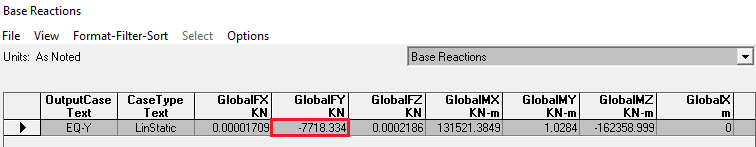 Base Reactions
File View Format-Filter-Sort Select Options
Units: As Noted
Base Reactions
OutputCase CaseType GlobalFX GlobalFY GlobalFZ GlobalMX GlobalMY GlobalMZ GlobalX
Text Text KN KN KN KN-m KN-m KN-m m
EQ-Y LinStatic 0.00001709 -7718.334 0.0002186 131521.3849 1.0284 -162358.999 0